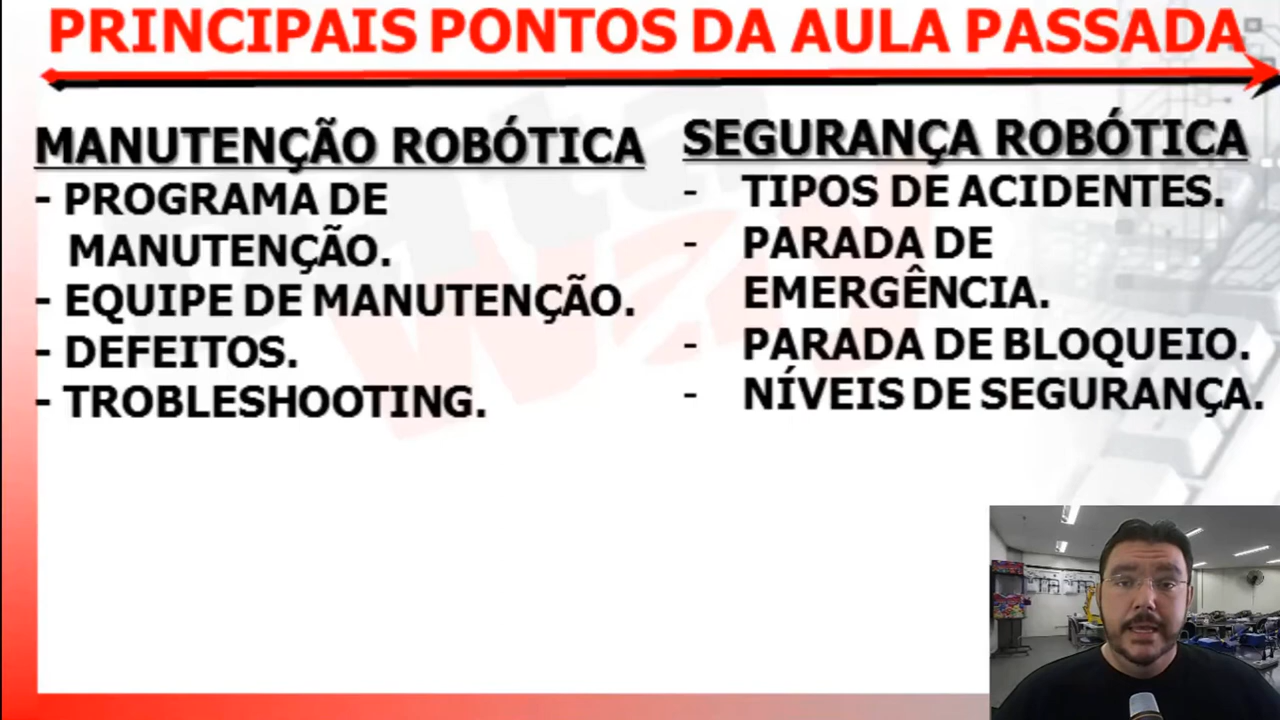 PRINCIPAIS PONTOS DA AULA PASSADA
MANUTENÇÃO ROBÓTICA
- PROGRAMA DE
MANUTENÇÃO.
- EQUIPE DE MANUTENÇÃO.
- DEFEITOS.
- TROBLESHOOTING.
SEGURANÇA ROBÓTICA
- TIPOS DE ACIDENTES.
- PARADA DE
EMERGÊNCIA.
- PARADA DE BLOQUEIO.
- NÍVEIS DE SEGURANÇA.